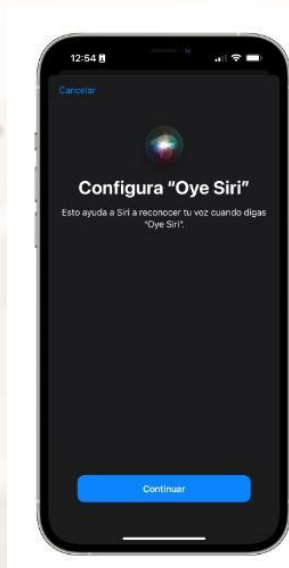 12:54
Cancelar
Configura "Oye Siri"
Esto ayuda a Siri a reconocer tu voz cuando digas
"Oye Siri".
Continuar